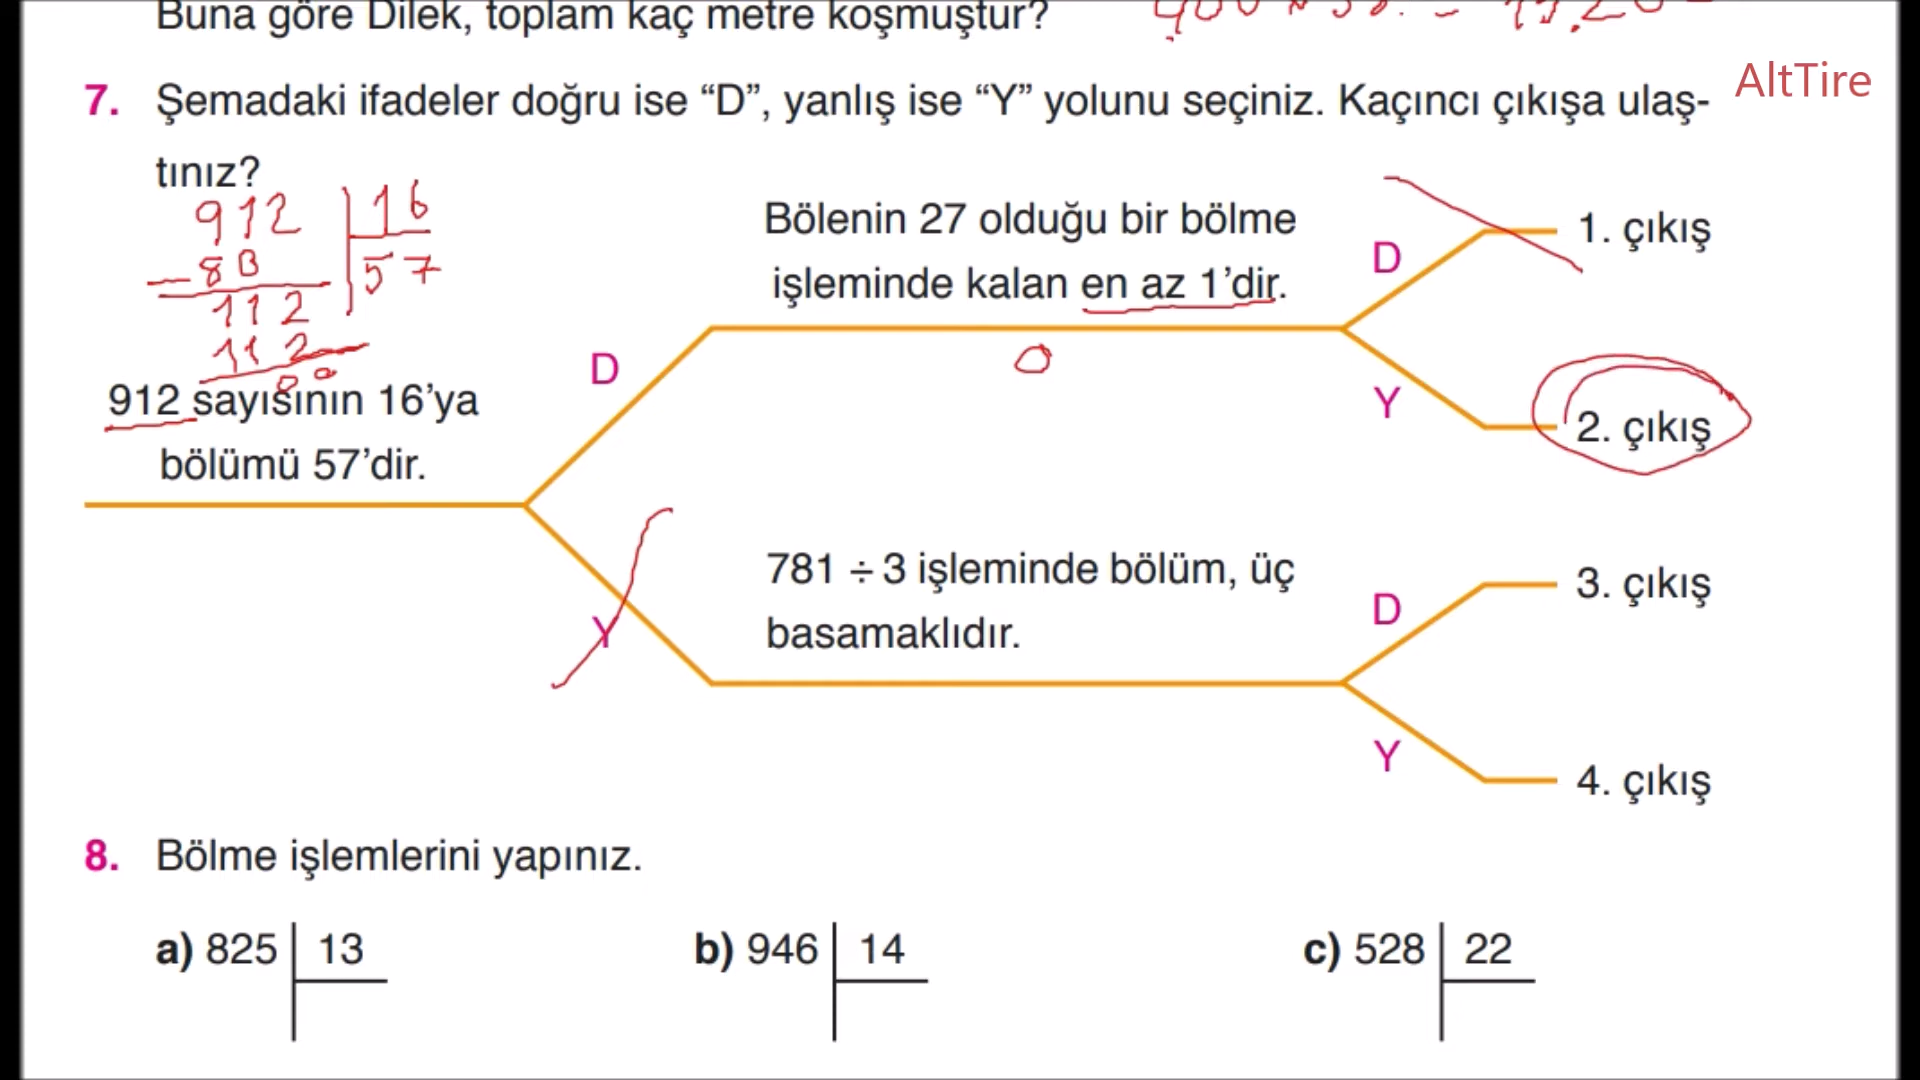 Buna göre Dilek, toplam kaç metre koşmuştur?
AltTire
7. Şemadaki ifadeler doğru ise “D”, yanlış ise “Y” yolunu seçiniz. Kaçıncı çıkışa ulaş-
tınız?
912 16
80 57
112
112
00
912 sayısının 16’ya
bölümü 57’dir.
D
Bölenin 27 olduğu bir bölme
işleminde kalan en az 1’dir.
0
D
1. çıkış
Y
2. çıkış
Y
781 ÷ 3 işleminde bölüm, üç
basamaklıdır.
D
3. çıkış
Y
4. çıkış
8. Bölme işlemlerini yapınız.
a) 825 13 b) 946 14 c) 528 22